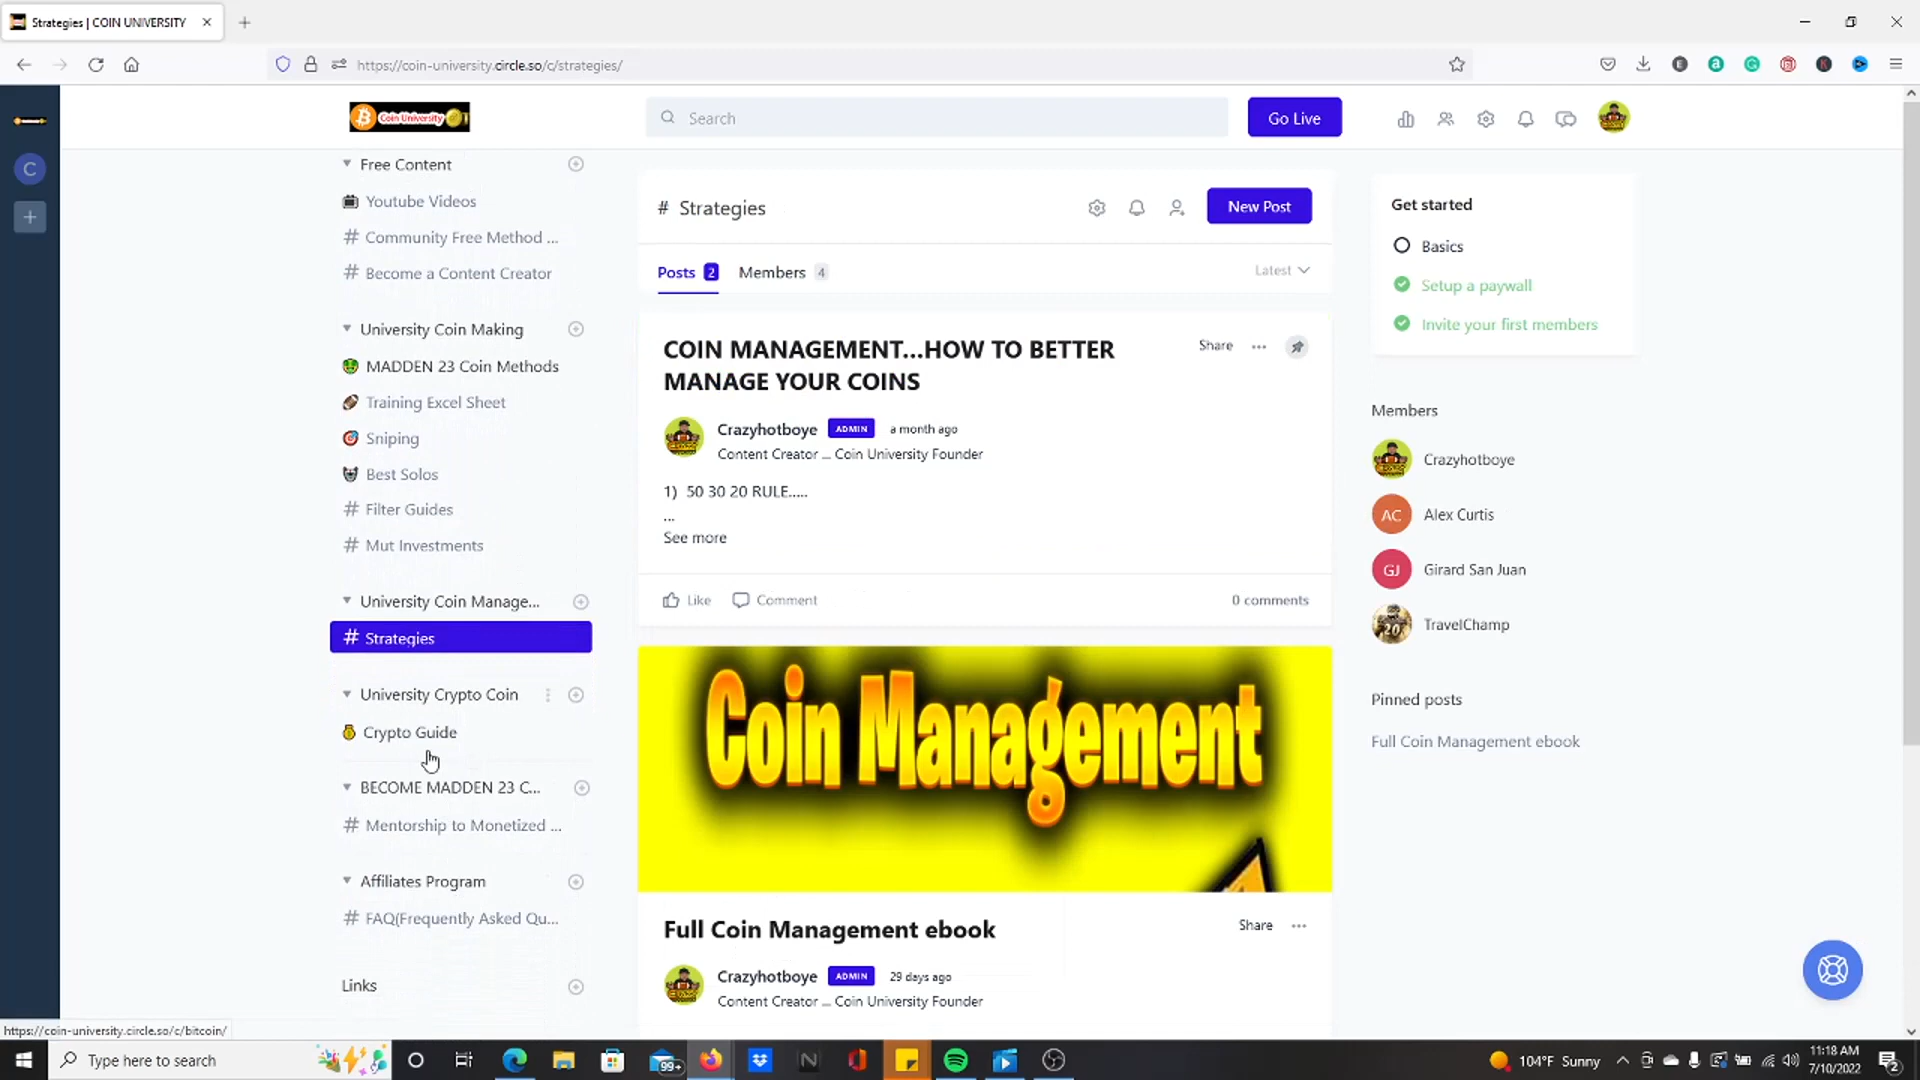 Strategies | COIN UNIVERSITY
https://coin-university.circle.so/c/strategies/
Coin University
Search
Go Live
C
Free Content
Youtube Videos
# Community Free Method ...
# Become a Content Creator
University Coin Making
MADDEN 23 Coin Methods
Training Excel Sheet
Sniping
Best Solos
# Filter Guides
# Mut Investments
University Coin Manage...
# Strategies
University Crypto Coin
Crypto Guide
BECOME MADDEN 23 C...
# Mentorship to Monetized ...
Affiliates Program
# FAQ(Frequently Asked Qu...
Links
# Strategies
New Post
Posts 2
Members 4
Latest
COIN MANAGEMENT...HOW TO BETTER
MANAGE YOUR COINS
Share ...
Crazyhotboye ADMIN a month ago
Content Creator ... Coin University Founder
1) 50 30 20 RULE.....
...
See more
Like
Comment
0 comments
Coin Management
Full Coin Management ebook
Share ...
Crazyhotboye ADMIN 29 days ago
Content Creator ... Coin University Founder
Get started
Basics
Setup a paywall
Invite your first members
Members
Crazyhotboye
AC Alex Curtis
GJ Girard San Juan
20 TravelChamp
Pinned posts
Full Coin Management ebook
https://coin-university.circle.so/c/bitcoin/
Type here to search
99+
104°F Sunny
11:18 AM
7/10/2022
2